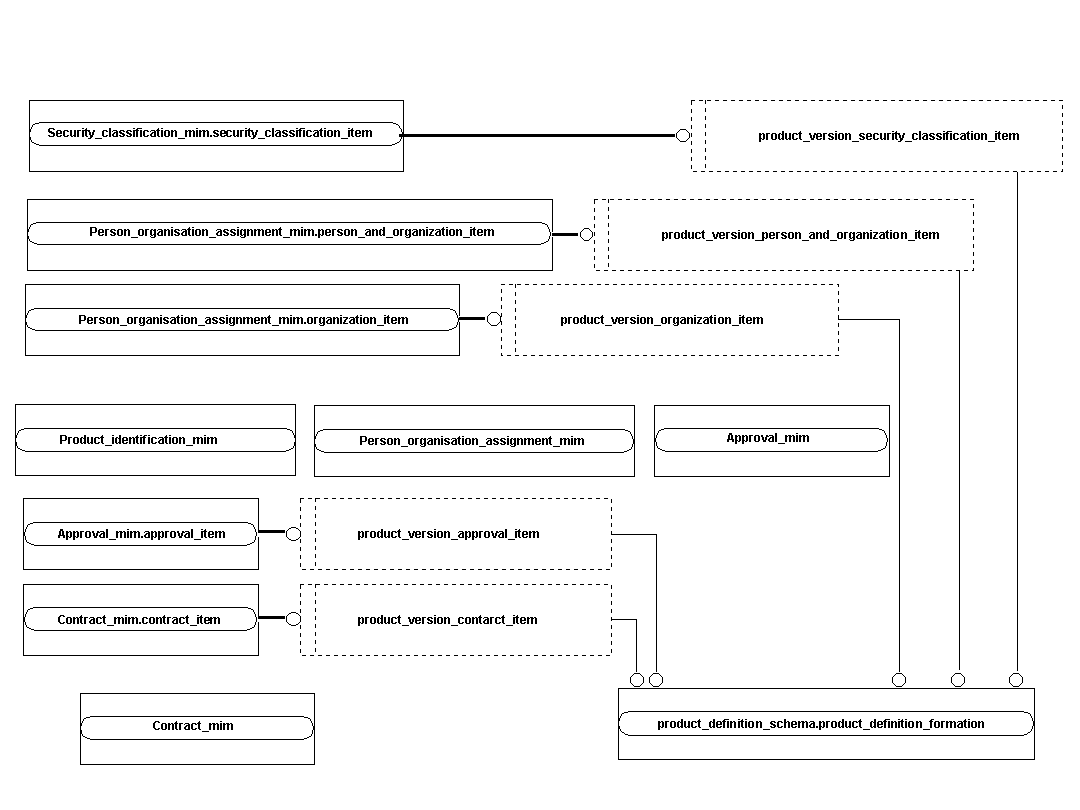 Security_classification_mim.security_classification_item
product_version_security_classification_item
Person_organisation_assignment_mim.person_and_organization_item
product_version_person_and_organization_item
Person_organisation_assignment_mim.organization_item
product_version_organization_item
Product_identification_mim
Person_organisation_assignment_mim
Approval_mim
Approval_mim.approval_item
product_version_approval_item
Contract_mim.contract_item
product_version_contarct_item
Contract_mim
product_definition_schema.product_definition_formation